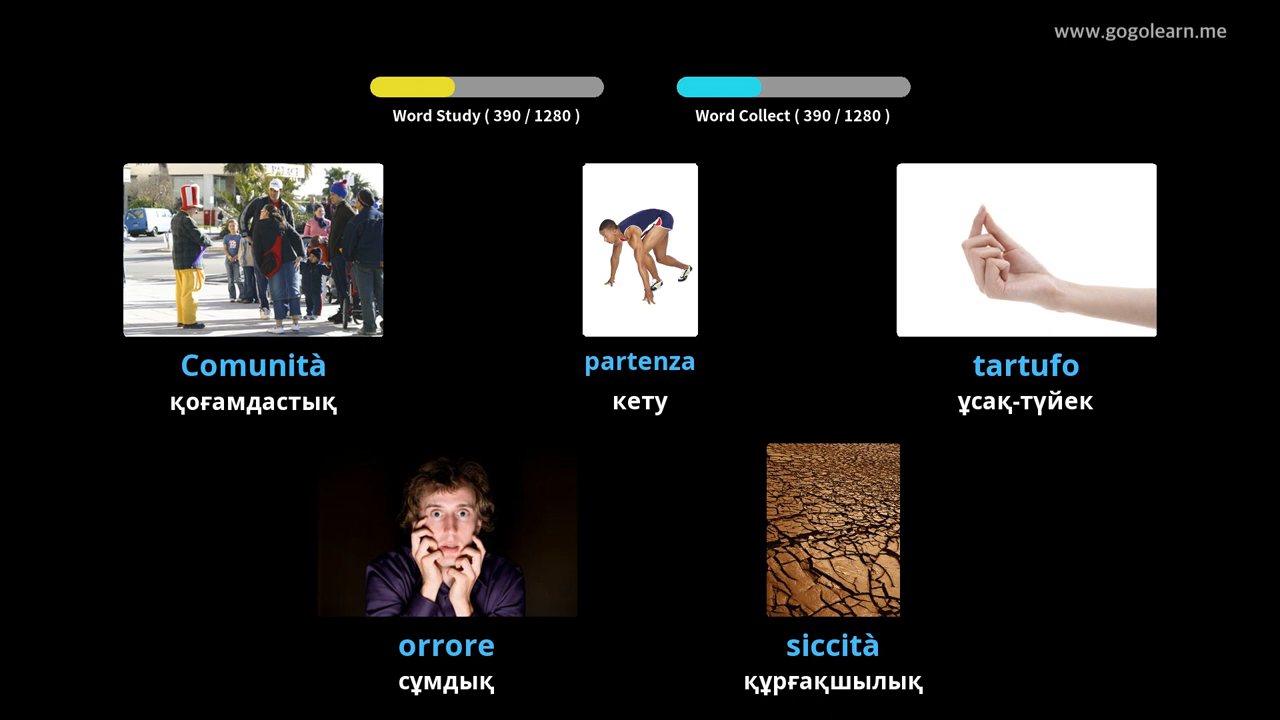 www.gogolearn.me
Word Study ( 390 / 1280 )
Word Collect ( 390 / 1280 )
Comunità
қоғамдастық
partenza
кету
tartufo
ұсақ-түйек
orrore
сұмдық
siccità
құрғақшылық